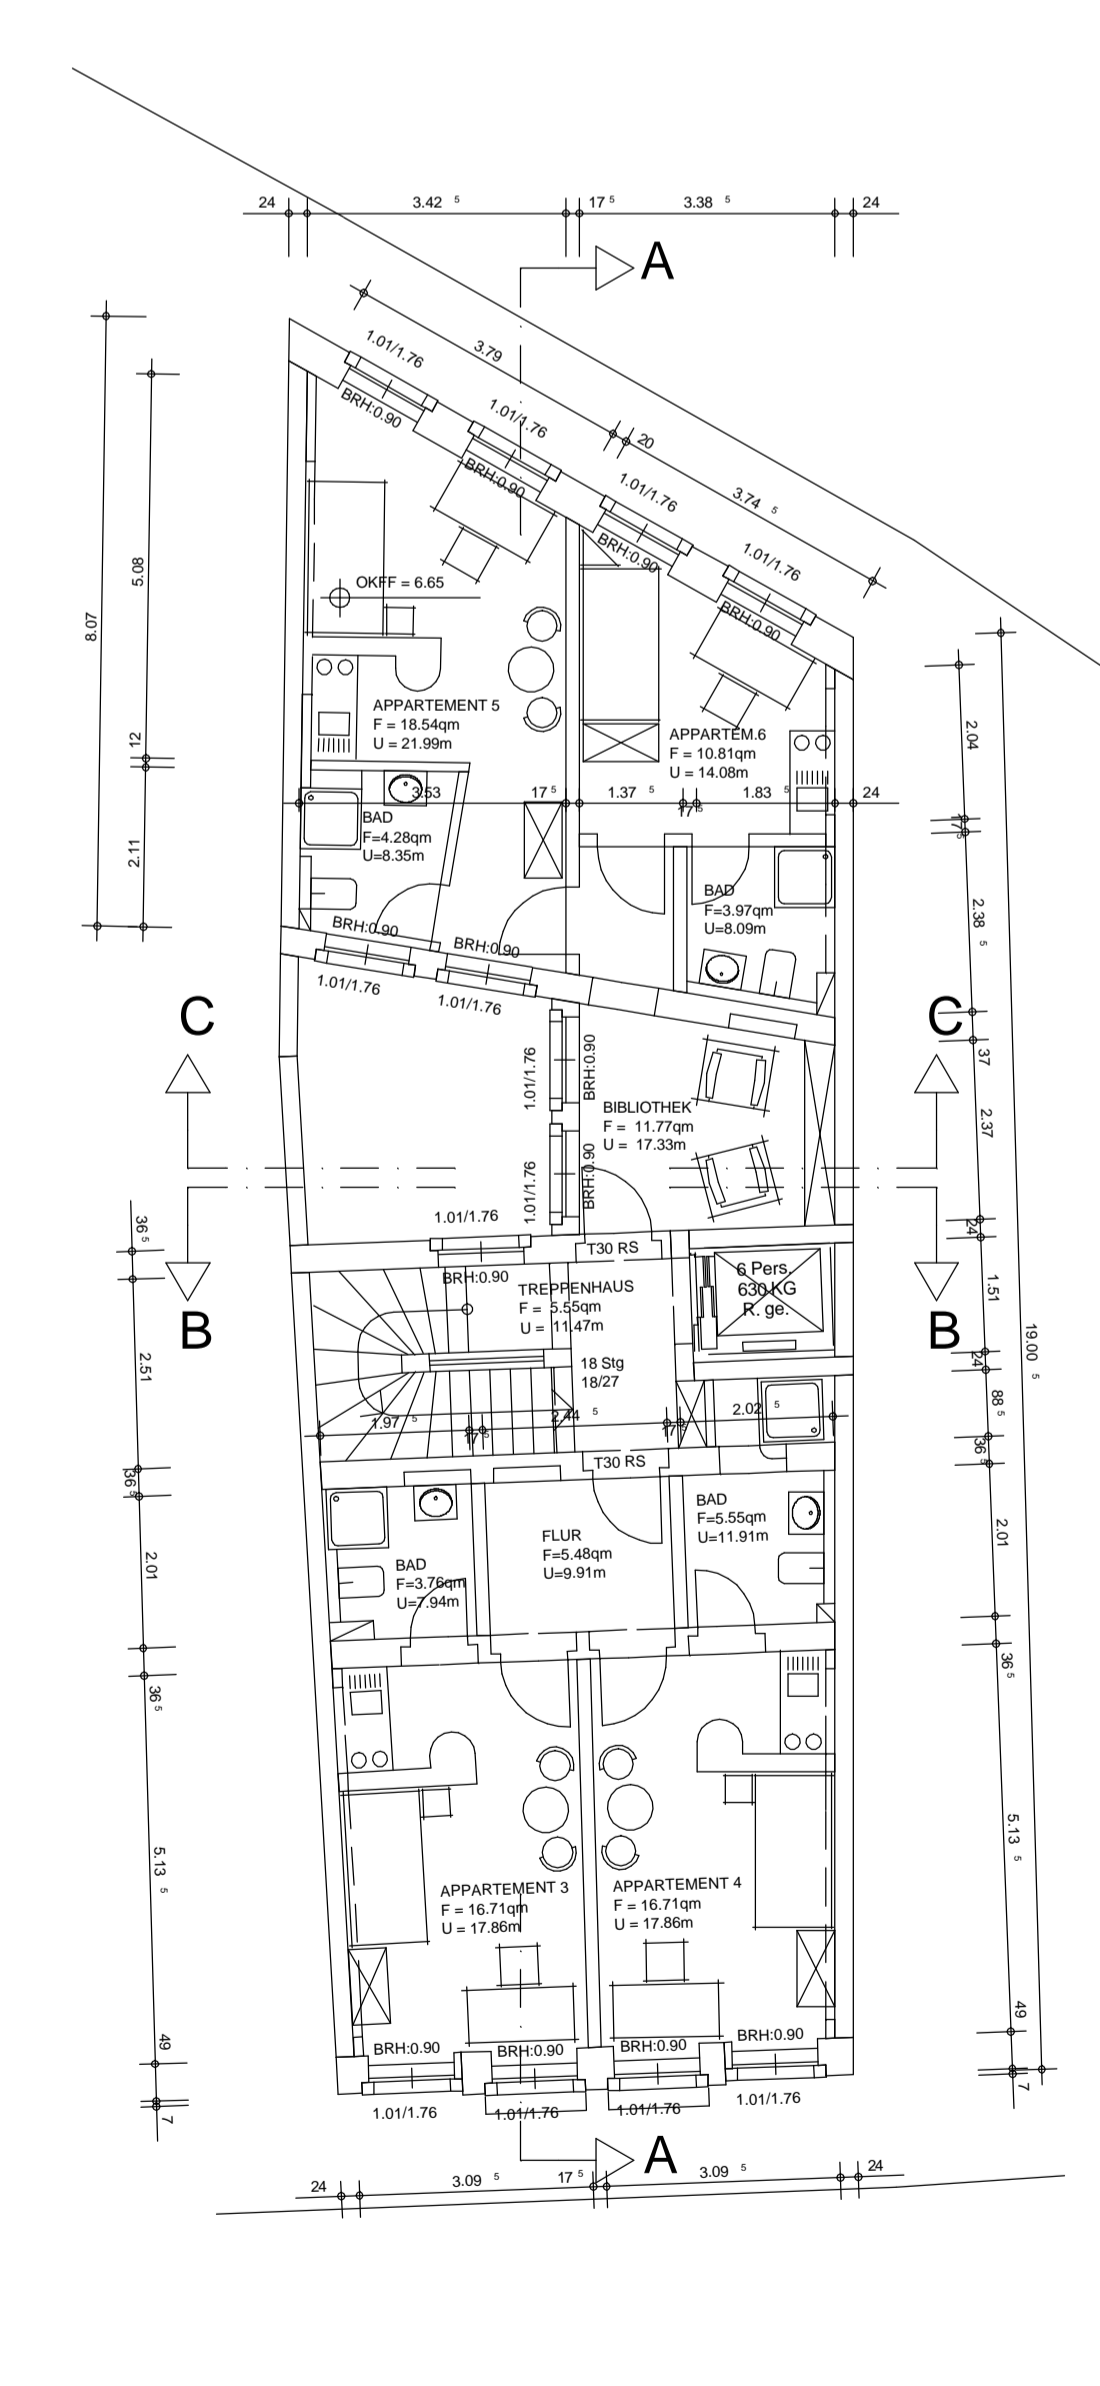 24 3.42 5 17 5 3.38 5 24
A
3.79
20
3.74 5
1.01/1.76
BRH:0.90
1.01/1.76
BRH:0.90
1.01/1.76
BRH:0.90
1.01/1.76
BRH:0.90
8.07
5.08
12
2.11
OKFF = 6.65
APPARTEMENT 5
F = 18.54qm
U = 21.99m
APPARTEM.6
F = 10.81qm
U = 14.08m
3.53 17 5 1.37 5 17 5 1.83 5 24
BAD
F=4.28qm
U=8.35m
BAD
F=3.97qm
U=8.09m
BRH:0.90
BRH:0.90
1.01/1.76
1.01/1.76
2.04
17 5
2.38 5
37
2.37
24
1.51
24
88 5
36 5
2.01
36 5
5.13 5
49
7
19.00 5
C
C
1.01/1.76
BRH:0.90
1.01/1.76
BRH:0.90
BIBLIOTHEK
F = 11.77qm
U = 17.33m
B
B
36 5
2.51
36 5
2.01
36 5
5.13 5
49
7
1.01/1.76
BRH:0.90
T30 RS
TREPPENHAUS
F = 5.55qm
U = 11.47m
6 Pers.
630 KG
R. ge.
18 Stg
18/27
1.97 5 17 5 2.44 5 17 5 2.02 5
T30 RS
BAD
F=3.76qm
U=7.94m
FLUR
F=5.48qm
U=9.91m
BAD
F=5.55qm
U=11.91m
APPARTEMENT 3
F = 16.71qm
U = 17.86m
APPARTEMENT 4
F = 16.71qm
U = 17.86m
BRH:0.90
BRH:0.90
BRH:0.90
BRH:0.90
1.01/1.76
1.01/1.76
1.01/1.76
1.01/1.76
A
24 3.09 5 17 5 3.09 5 24